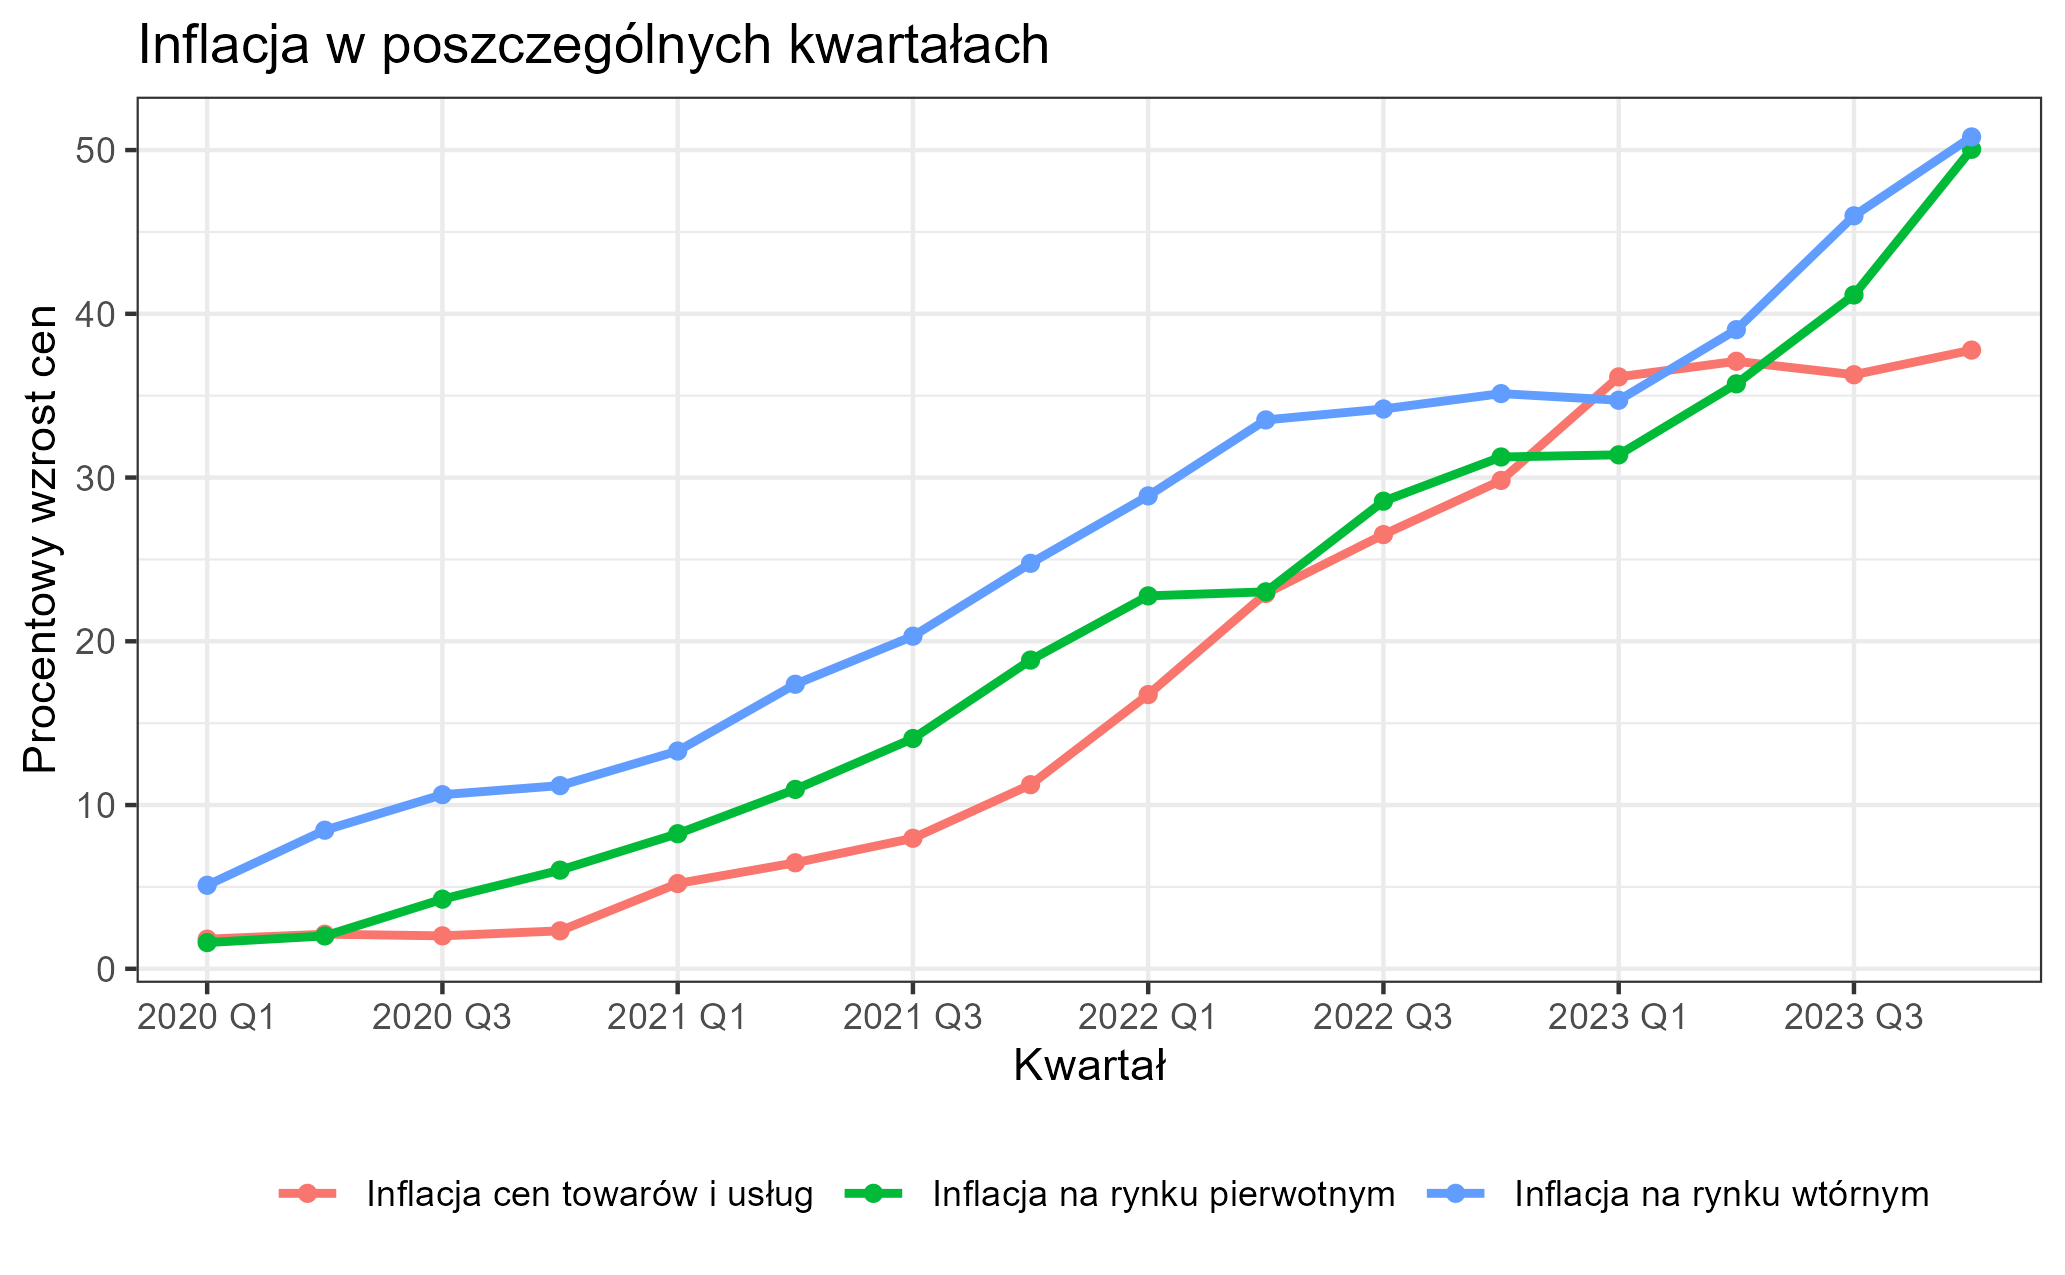 Inflacja w poszczególnych kwartałach
Procentowy wzrost cen
50
40
30
20
10
0
2020 Q1 2020 Q3 2021 Q1 2021 Q3 2022 Q1 2022 Q3 2023 Q1 2023 Q3
Kwartał
Inflacja cen towarów i usług Inflacja na rynku pierwotnym Inflacja na rynku wtórnym